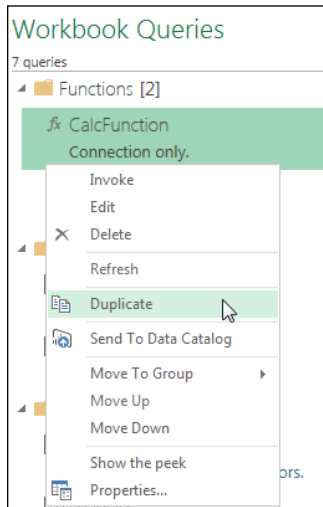 Workbook Queries
7 queries
Functions [2]
fx CalcFunction
Connection only.
Invoke
Edit
Delete
Refresh
Duplicate
Send To Data Catalog
Move To Group
Move Up
Move Down
Show the peek
ors.
Properties...